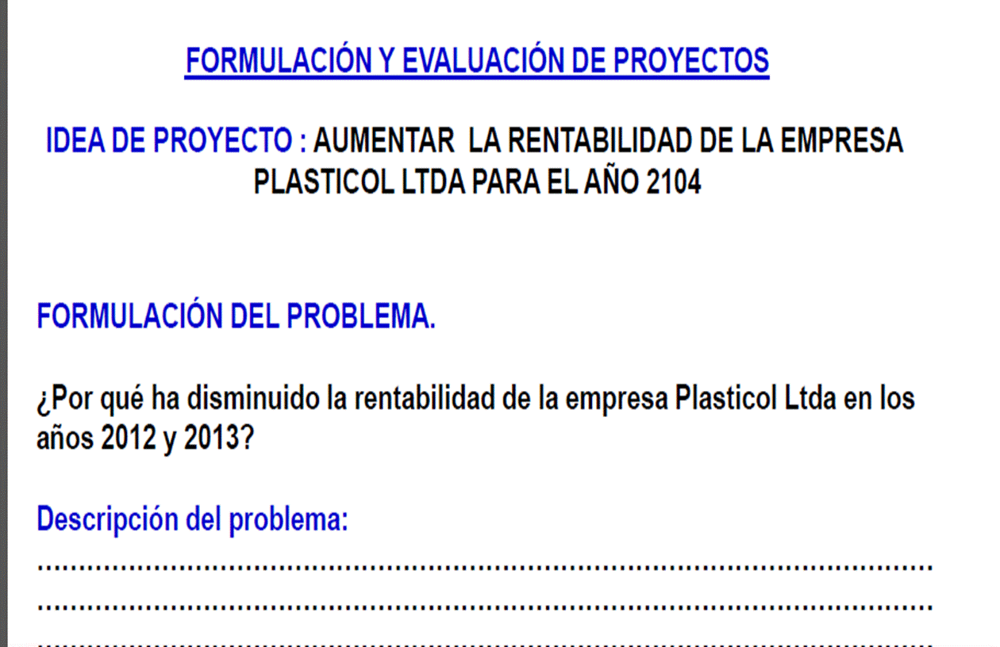 FORMULACIÓN Y EVALUACIÓN DE PROYECTOS
IDEA DE PROYECTO : AUMENTAR LA RENTABILIDAD DE LA EMPRESA
PLASTICOL LTDA PARA EL AÑO 2104
FORMULACIÓN DEL PROBLEMA.
¿Por qué ha disminuido la rentabilidad de la empresa Plasticol Ltda en los
años 2012 y 2013?
Descripción del problema: